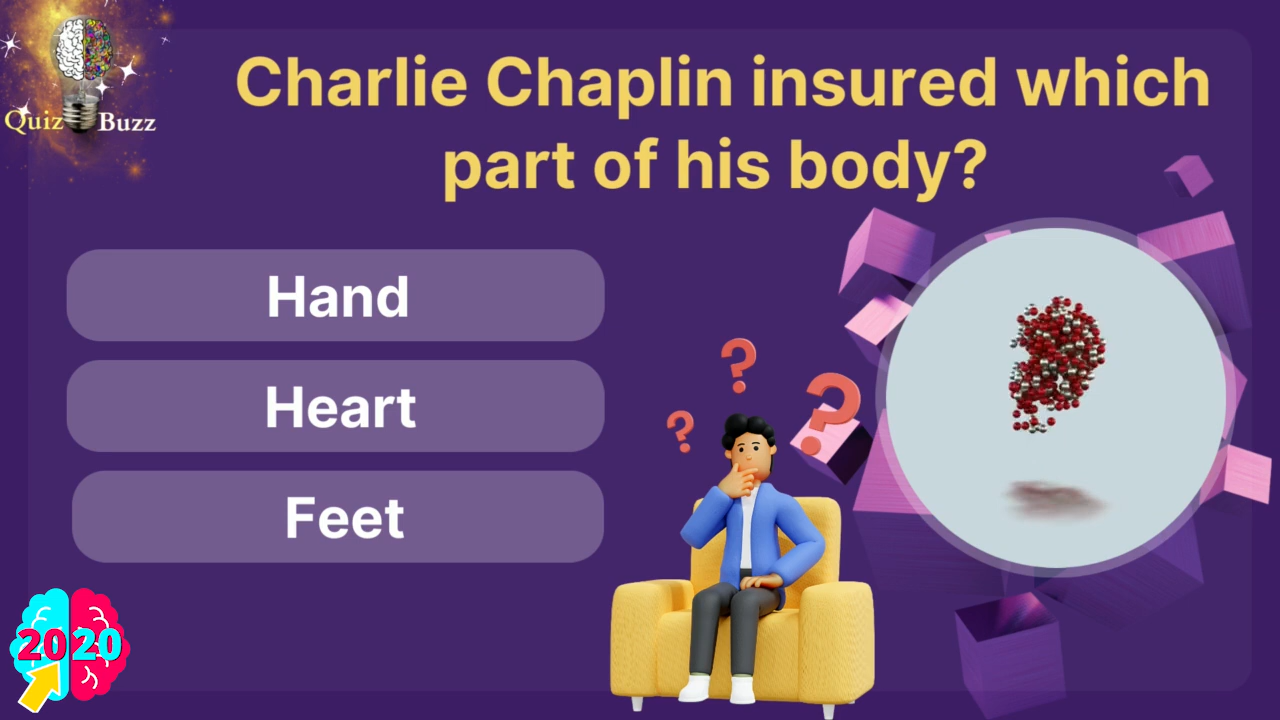 Quiz Buzz
Charlie Chaplin insured which
part of his body?
Hand
Heart
Feet
? ? ?
2020